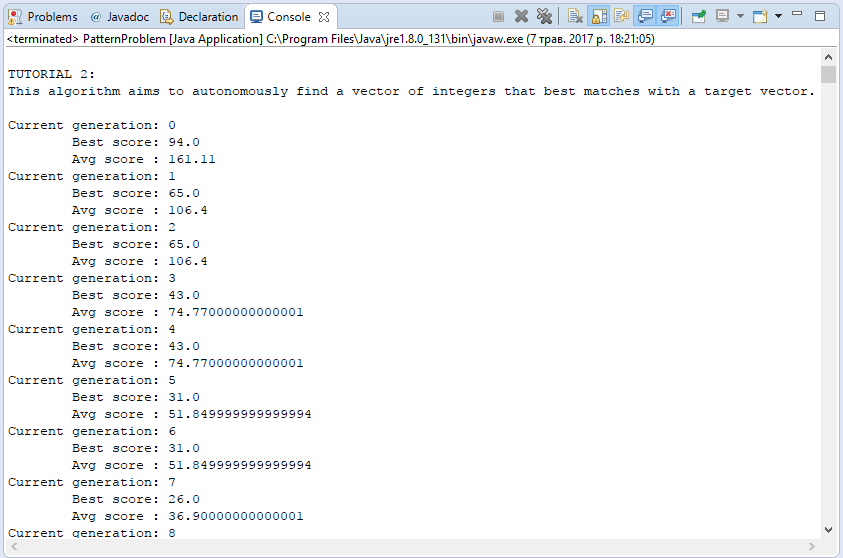 Problems @ Javadoc Declaration Console
<terminated> PatternProblem [Java Application] C:\Program Files\Java\jre1.8.0_131\bin\javaw.exe (7 трав. 2017 р. 18:21:05)
TUTORIAL 2:
This algorithm aims to autonomously find a vector of integers that best matches with a target vector.
Current generation: 0
Best score: 94.0
Avg score : 161.11
Current generation: 1
Best score: 65.0
Avg score : 106.4
Current generation: 2
Best score: 65.0
Avg score : 106.4
Current generation: 3
Best score: 43.0
Avg score : 74.77000000000001
Current generation: 4
Best score: 43.0
Avg score : 74.77000000000001
Current generation: 5
Best score: 31.0
Avg score : 51.849999999999994
Current generation: 6
Best score: 31.0
Avg score : 51.849999999999994
Current generation: 7
Best score: 26.0
Avg score : 36.90000000000001
Current generation: 8